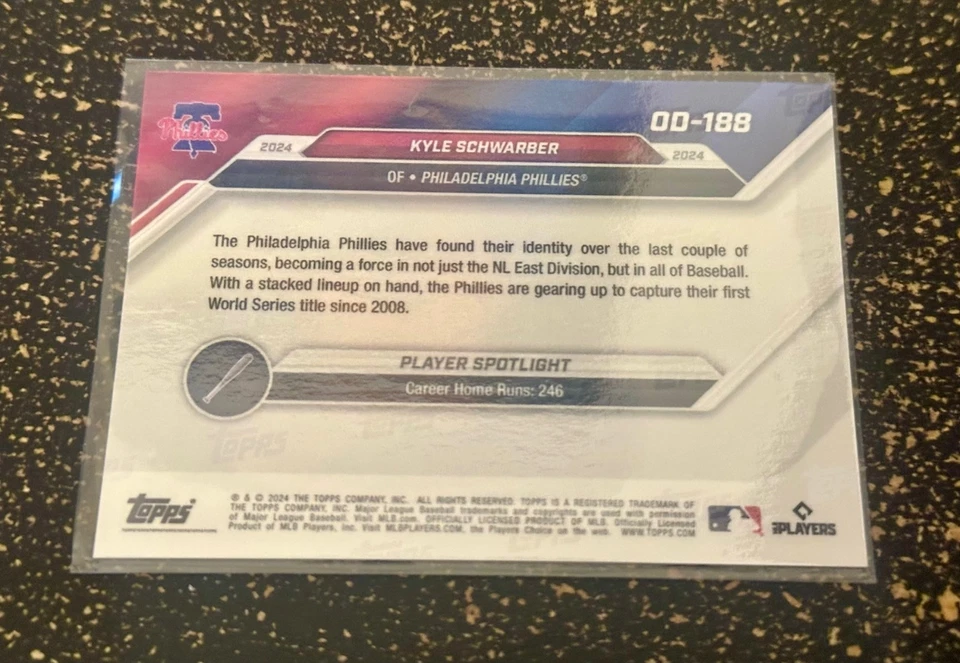 Phillies
OD-188
2024
KYLE SCHWARBER
2024
OF • PHILADELPHIA PHILLIES®
The Philadelphia Phillies have found their identity over the last couple of
seasons, becoming a force in not just the NL East Division, but in all of Baseball.
With a stacked lineup on hand, the Phillies are gearing up to capture their first
World Series title since 2008.
PLAYER SPOTLIGHT
Career Home Runs: 246
TOPPS
Topps
® & © 2024 THE TOPPS COMPANY, INC. ALL RIGHTS RESERVED. TOPPS IS A REGISTERED TRADEMARK OF
THE TOPPS COMPANY, INC. Major League Baseball trademarks and copyrights are used with permission
of Major League Baseball. Visit MLB.com. OFFICIALLY LICENSED PRODUCT OF MLB. Officially Licensed
Product of MLB Players, Inc. Visit MLBPLAYERS.COM, the Players Choice on the web. WWW.TOPPS.COM
PLAYERS